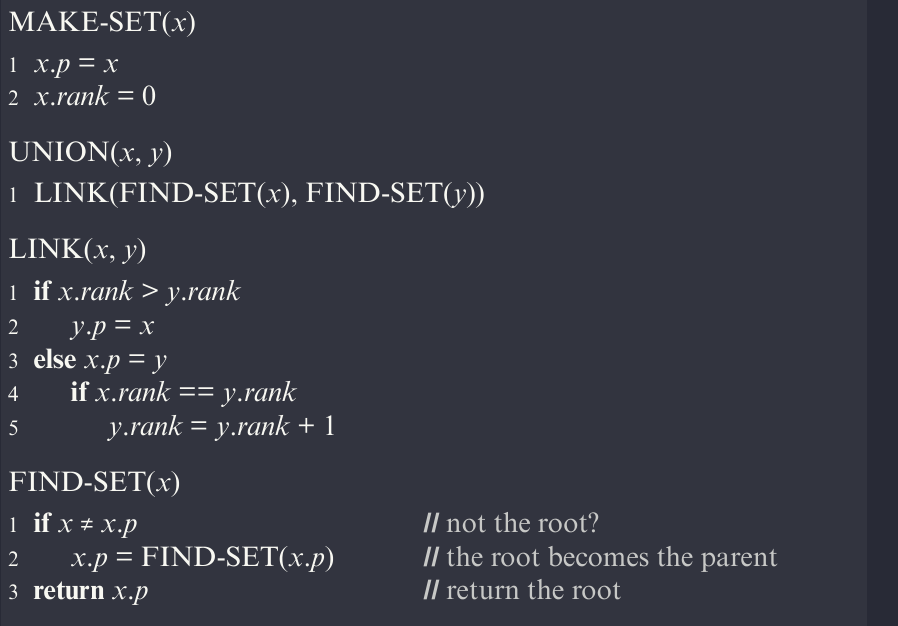 MAKE-SET(x)
1 x.p = x
2 x.rank = 0
UNION(x, y)
1 LINK(FIND-SET(x), FIND-SET(y))
LINK(x, y)
1 if x.rank > y.rank
2 y.p = x
3 else x.p = y
4 if x.rank == y.rank
5 y.rank = y.rank + 1
FIND-SET(x)
1 if x ≠ x.p // not the root?
2 x.p = FIND-SET(x.p) // the root becomes the parent
3 return x.p // return the root